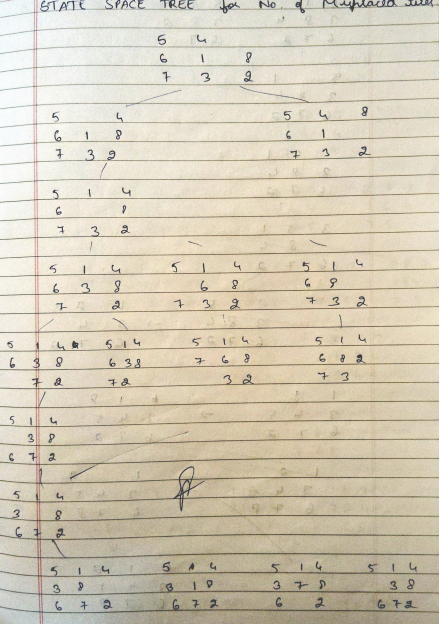 STATE SPACE TREE for No. of Misplaced tiles
5 4
6 1 8
7 3 2
5 4 5 4 8
6 1 8 6 1
7 3 2 7 3 2
5 1 4
6 8
7 3 2
5 1 4 5 1 4 5 1 4
6 3 8 6 8 6 8
7 2 7 3 2 7 3 2
5 1 4 5 1 4 5 1 4 5 1 4
6 3 8 6 3 8 7 6 8 6 8 2
7 2 7 2 3 2 7 3
5 1 4
3 8
6 7 2
5 1 4
3 8
6 7 2
5 1 4 5 1 4 5 1 4 5 1 4
3 8 3 1 8 3 7 8 3 8
6 7 2 6 7 2 6 2 6 7 2